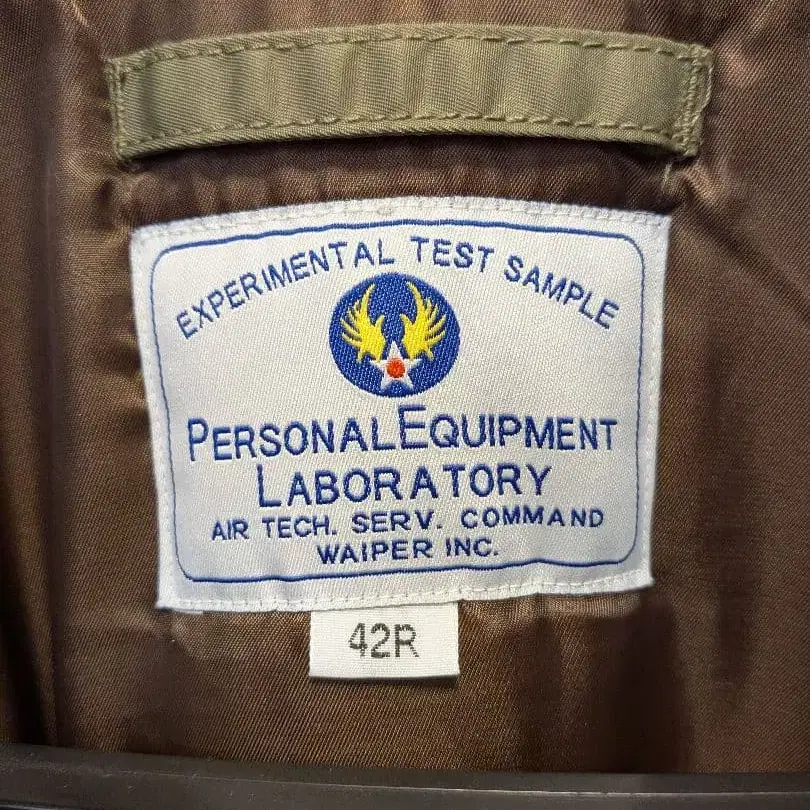 EXPERIMENTAL TEST SAMPLE
PERSONAL EQUIPMENT
LABORATORY
AIR TECH. SERV. COMMAND
WAIPER INC.
42R